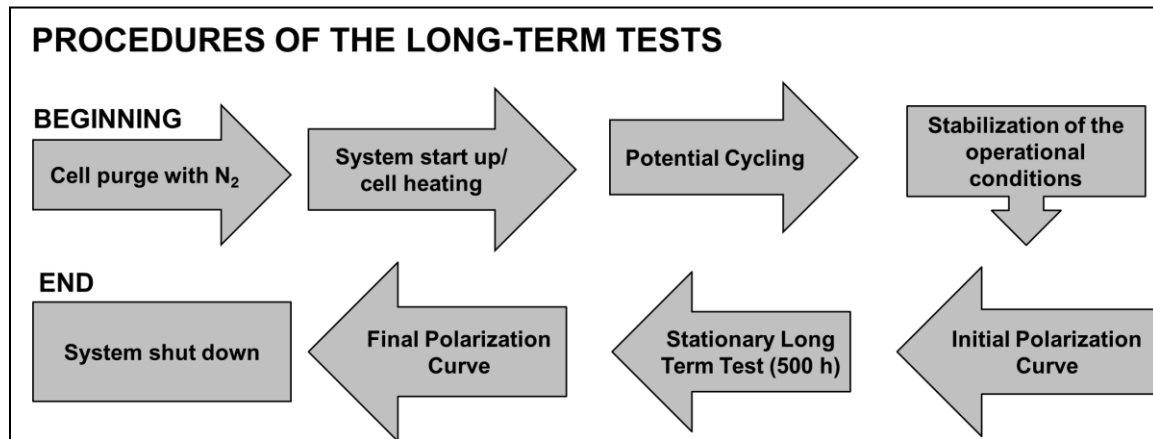 PROCEDURES OF THE LONG-TERM TESTS
BEGINNING
Cell purge with N₂
System start up/
cell heating
Potential Cycling
Stabilization of the
operational
conditions
Initial Polarization
Curve
Stationary Long
Term Test (500 h)
Final Polarization
Curve
END
System shut down